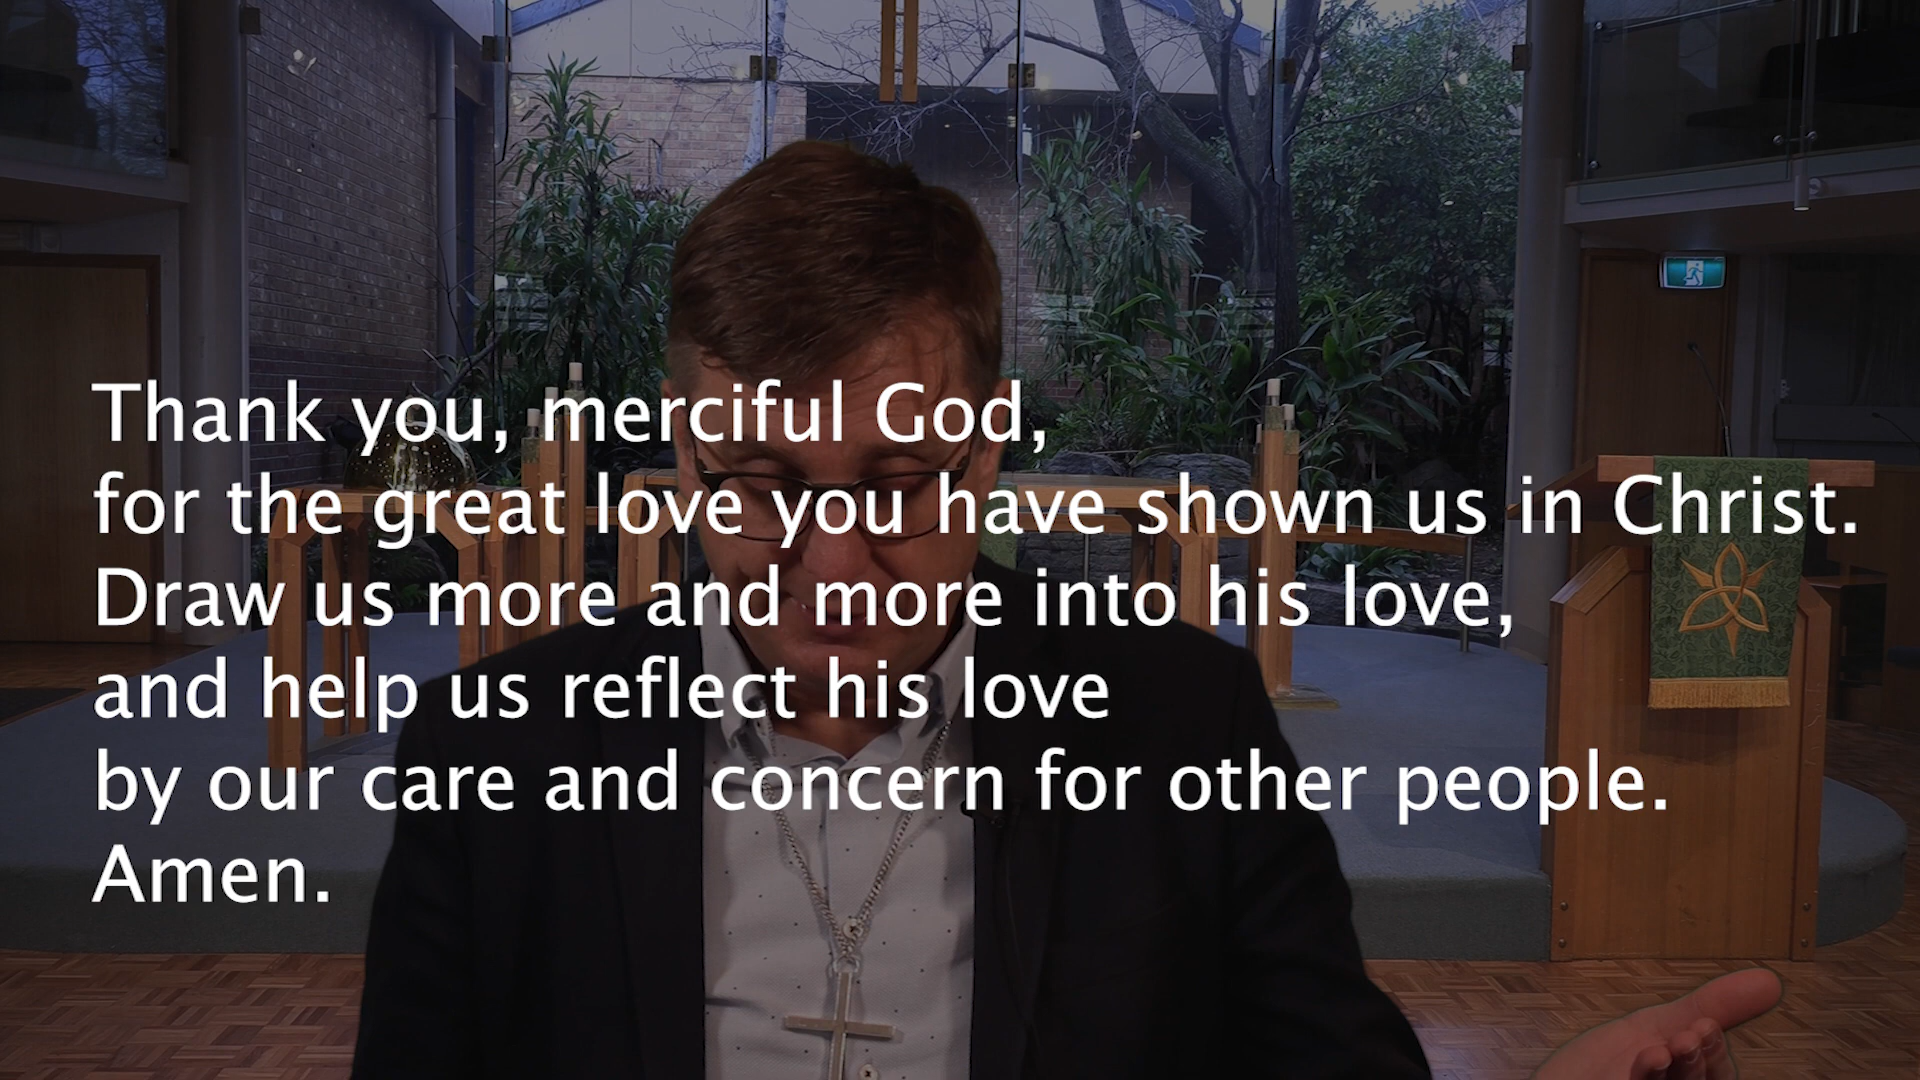 Thank you, merciful God,
for the great love you have shown us in Christ.
Draw us more and more into his love,
and help us reflect his love
by our care and concern for other people.
Amen.